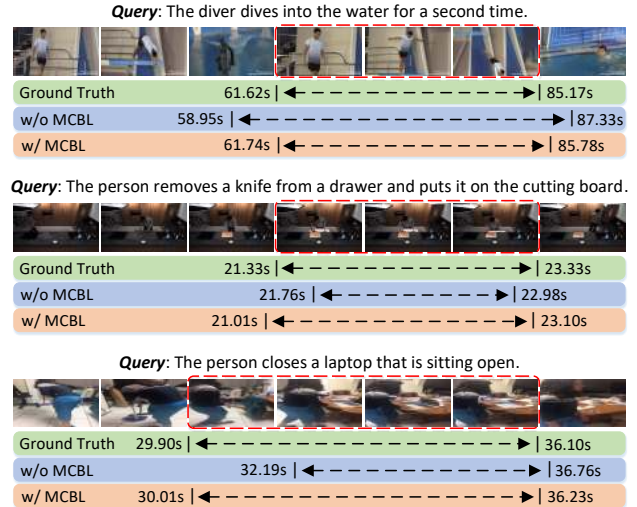 Query: The diver dives into the water for a second time.
Ground Truth 61.62s 85.17s
w/o MCBL 58.95s 87.33s
w/ MCBL 61.74s 85.78s
Query: The person removes a knife from a drawer and puts it on the cutting board.
Ground Truth 21.33s 23.33s
w/o MCBL 21.76s 22.98s
w/ MCBL 21.01s 23.10s
Query: The person closes a laptop that is sitting open.
Ground Truth 29.90s 36.10s
w/o MCBL 32.19s 36.76s
w/ MCBL 30.01s 36.23s